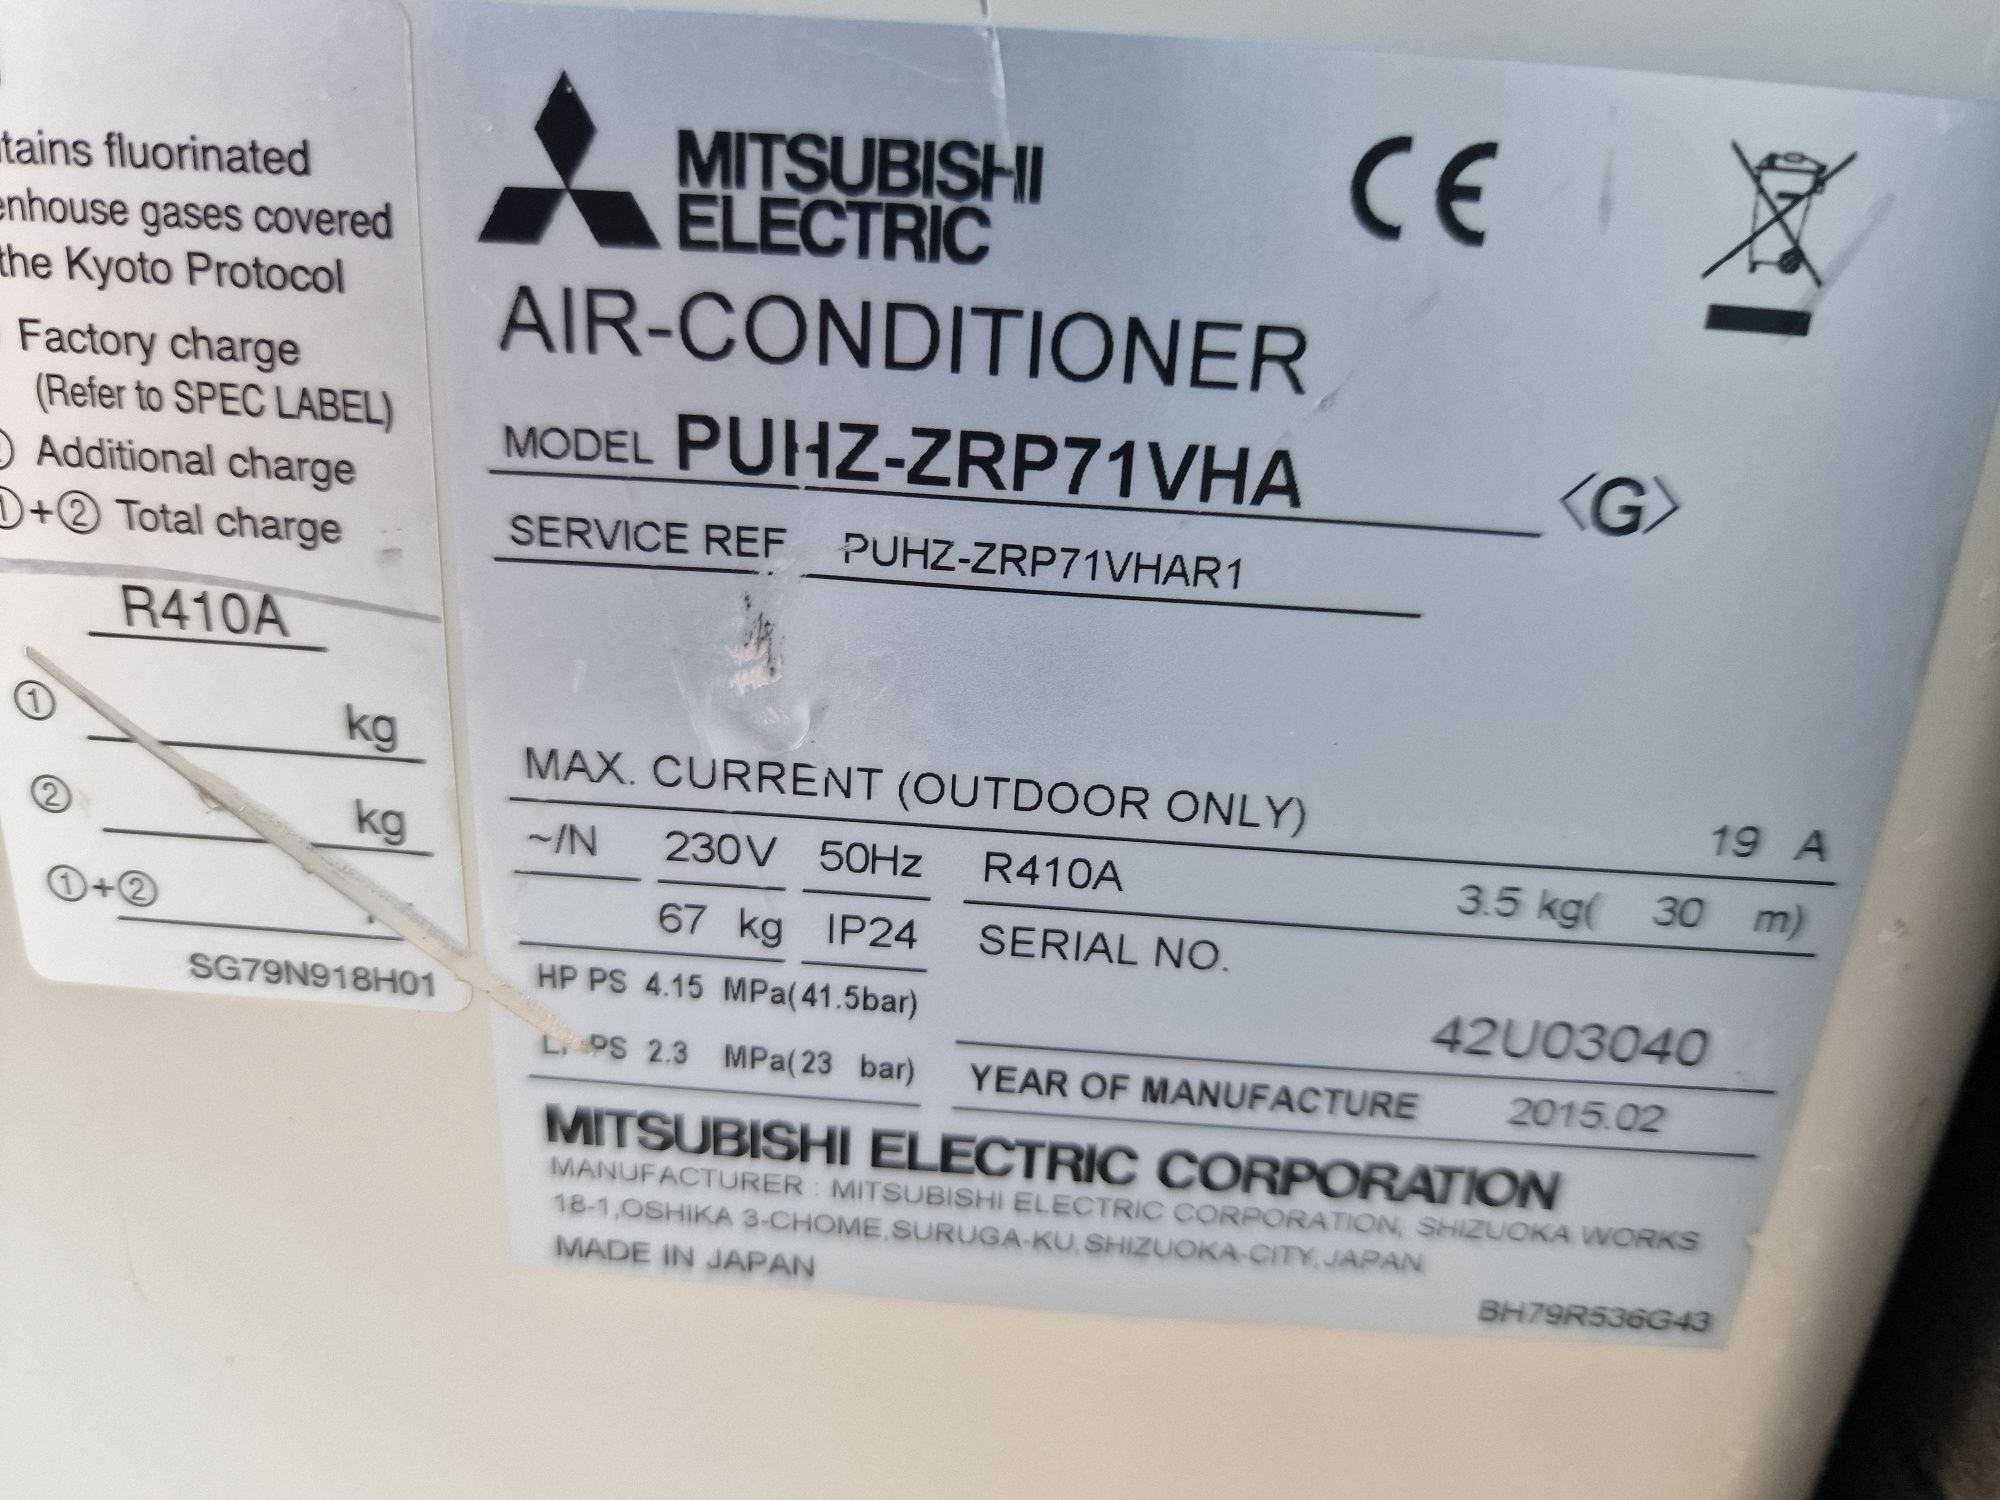 tains fluorinated
enhouse gases covered
the Kyoto Protocol
Factory charge
(Refer to SPEC LABEL)
② Additional charge
①+② Total charge
R410A
① kg
② kg
①+②
SG79N918H01
MITSUBISHI
ELECTRIC
CE
AIR-CONDITIONER
MODEL PUHZ-ZRP71VHA <G>
SERVICE REF PUHZ-ZRP71VHAR1
MAX. CURRENT (OUTDOOR ONLY) 19 A
~/N 230V 50Hz R410A 3.5 kg( 30 m)
67 kg IP24 SERIAL NO.
HP PS 4.15 MPa(41.5bar)
42U03040
PS 2.3 MPa(23 bar)
YEAR OF MANUFACTURE 2015.02
MITSUBISHI ELECTRIC CORPORATION
MANUFACTURER : MITSUBISHI ELECTRIC CORPORATION, SHIZUOKA WORKS
18-1,OSHIKA 3-CHOME,SURUGA-KU,SHIZUOKA-CITY,JAPAN
MADE IN JAPAN
BH79R536G43